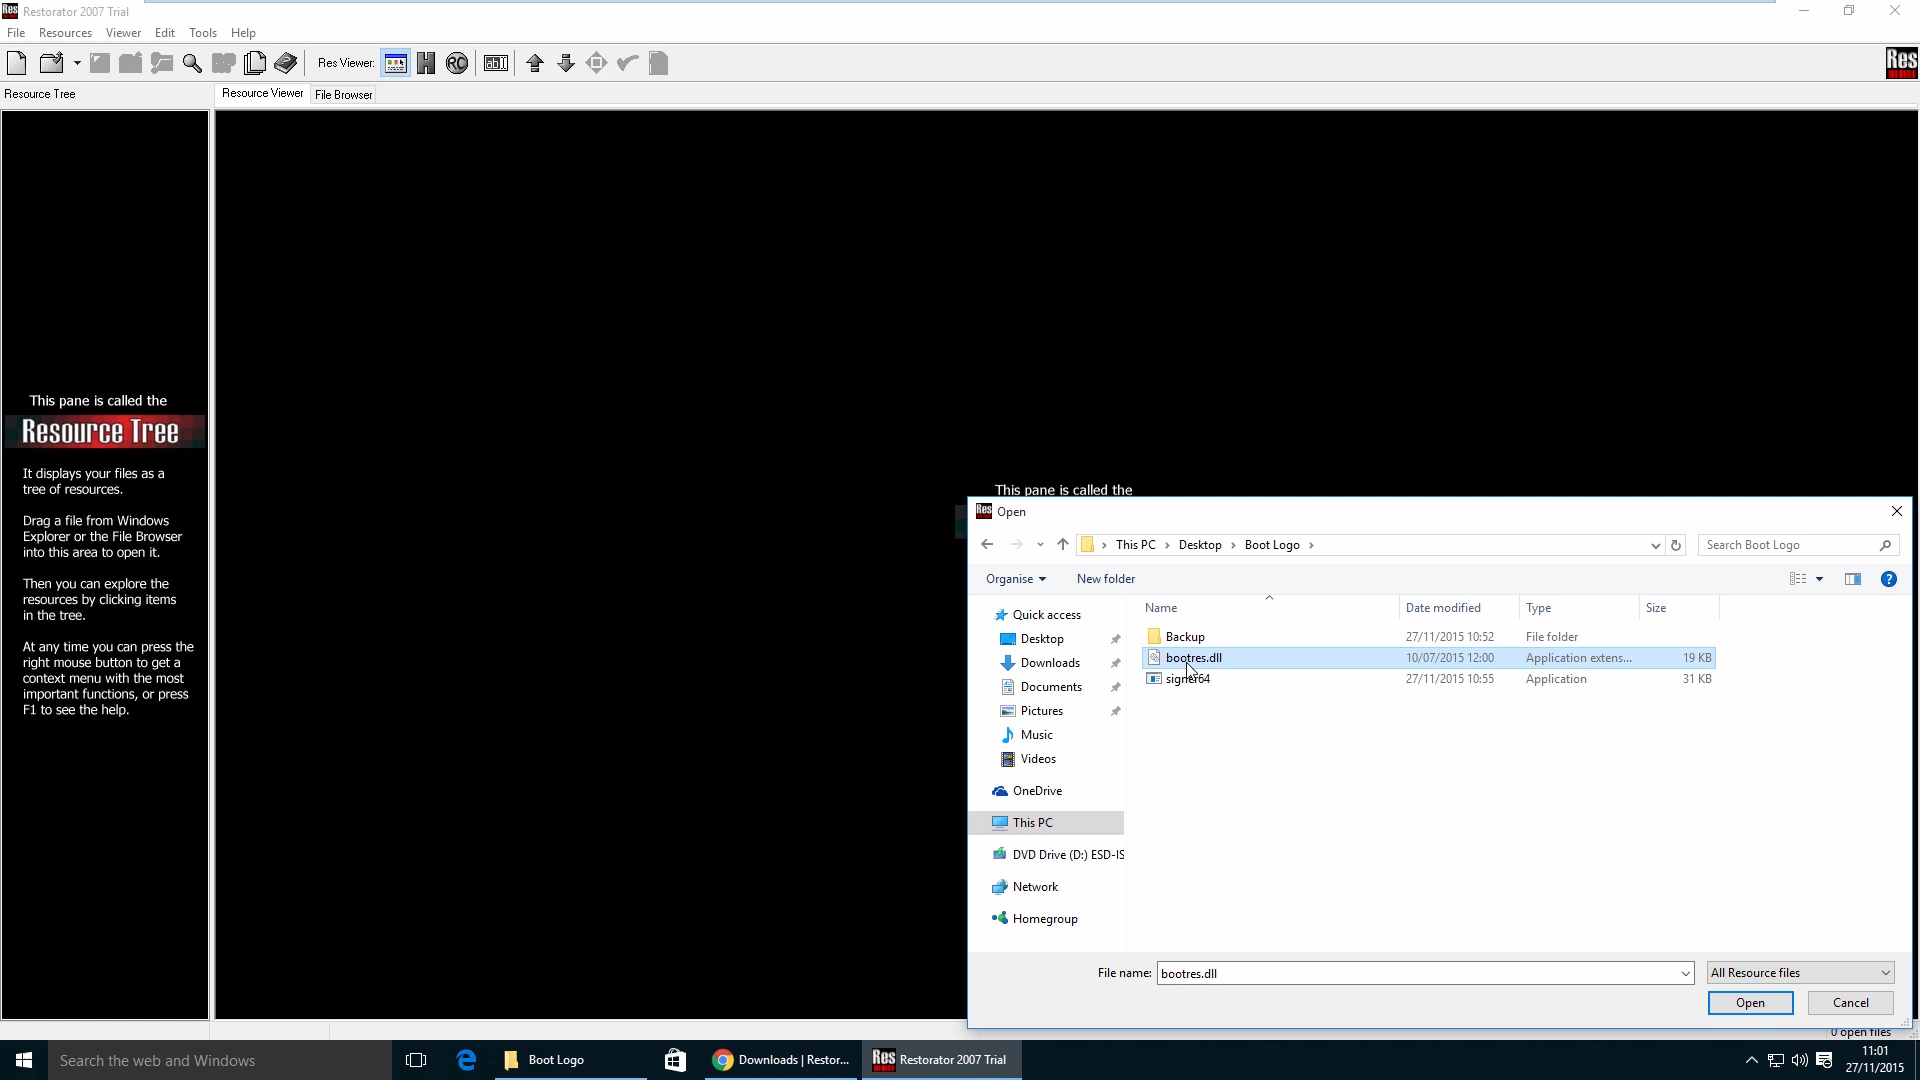 Res Restorator 2007 Trial
File Resources Viewer Edit Tools Help
Res Viewer: RC Res
Resource Tree
Resource Viewer File Browser
This pane is called the
Resource Tree
It displays your files as a
tree of resources.
Drag a file from Windows
Explorer or the File Browser
into this area to open it.
Then you can explore the
resources by clicking items
in the tree.
At any time you can press the
right mouse button to get a
context menu with the most
important functions, or press
F1 to see the help.
This pane is called the
Res Open
This PC Desktop Boot Logo
Search Boot Logo
Organise New folder
Name Date modified Type Size
Backup 27/11/2015 10:52 File folder
bootres.dll 10/07/2015 12:00 Application extens... 19 KB
signer64 27/11/2015 10:55 Application 31 KB
Quick access
Desktop
Downloads
Documents
Pictures
Music
Videos
OneDrive
This PC
DVD Drive (D:) ESD-IS
Network
Homegroup
File name: bootres.dll All Resource files
Open Cancel
0 open files
Search the web and Windows
Boot Logo
Downloads | Restor...
Res Restorator 2007 Trial
11:01
27/11/2015